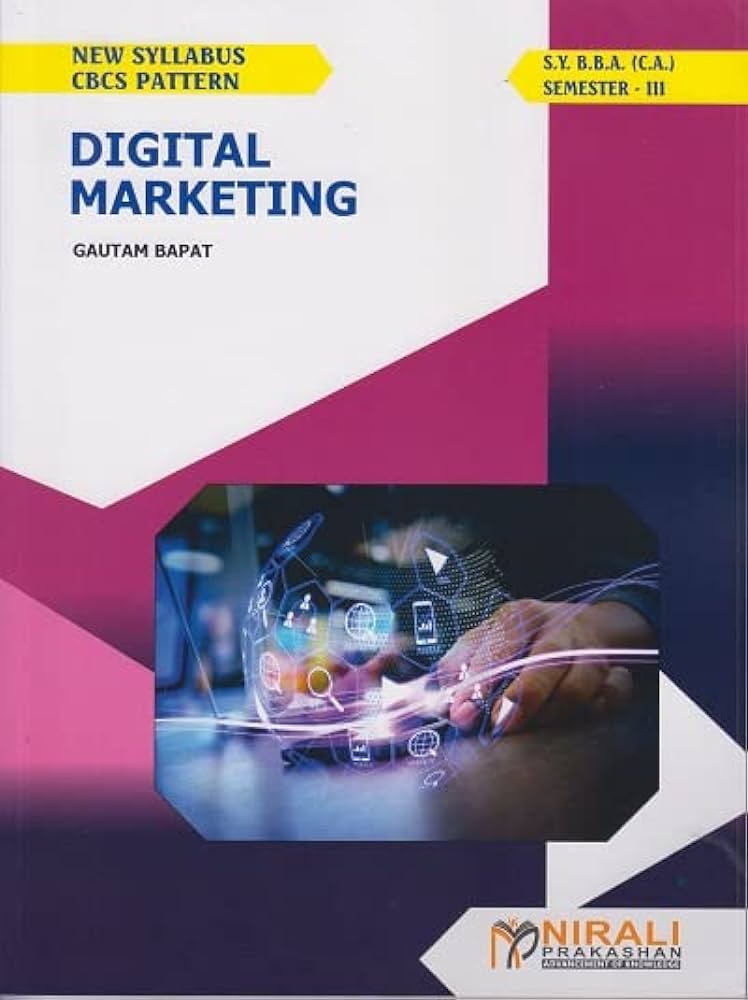 NEW SYLLABUS
CBCS PATTERN
S.Y. B.B.A. (C.A.)
SEMESTER - III
DIGITAL
MARKETING
GAUTAM BAPAT
NIRALI
PRAKASHAN
ADVANCEMENT OF KNOWLEDGE